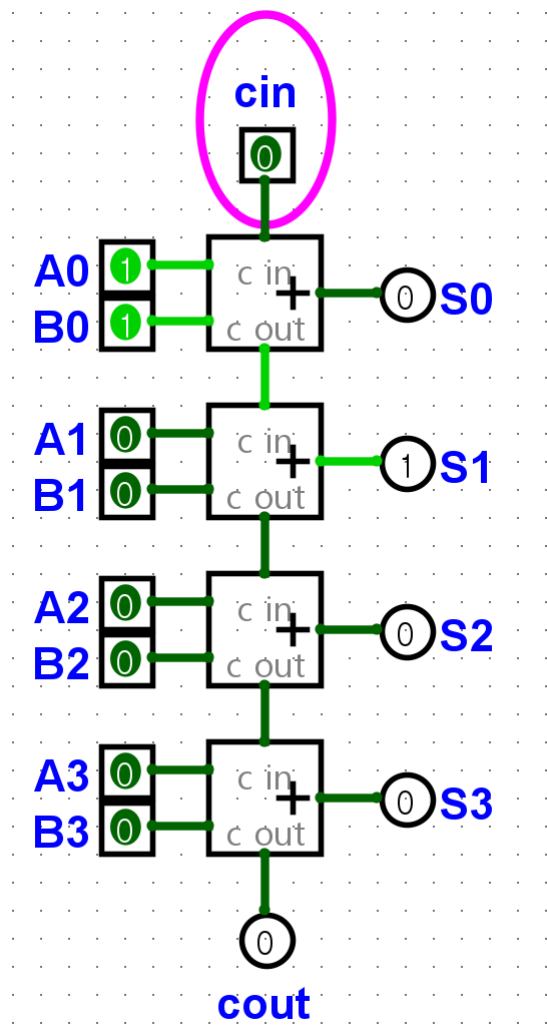 cin
0
A0 1 c in
+ 0 S0
B0 1 c out
A1 0 c in
+ 1 S1
B1 0 c out
A2 0 c in
+ 0 S2
B2 0 c out
A3 0 c in
+ 0 S3
B3 0 c out
0
cout